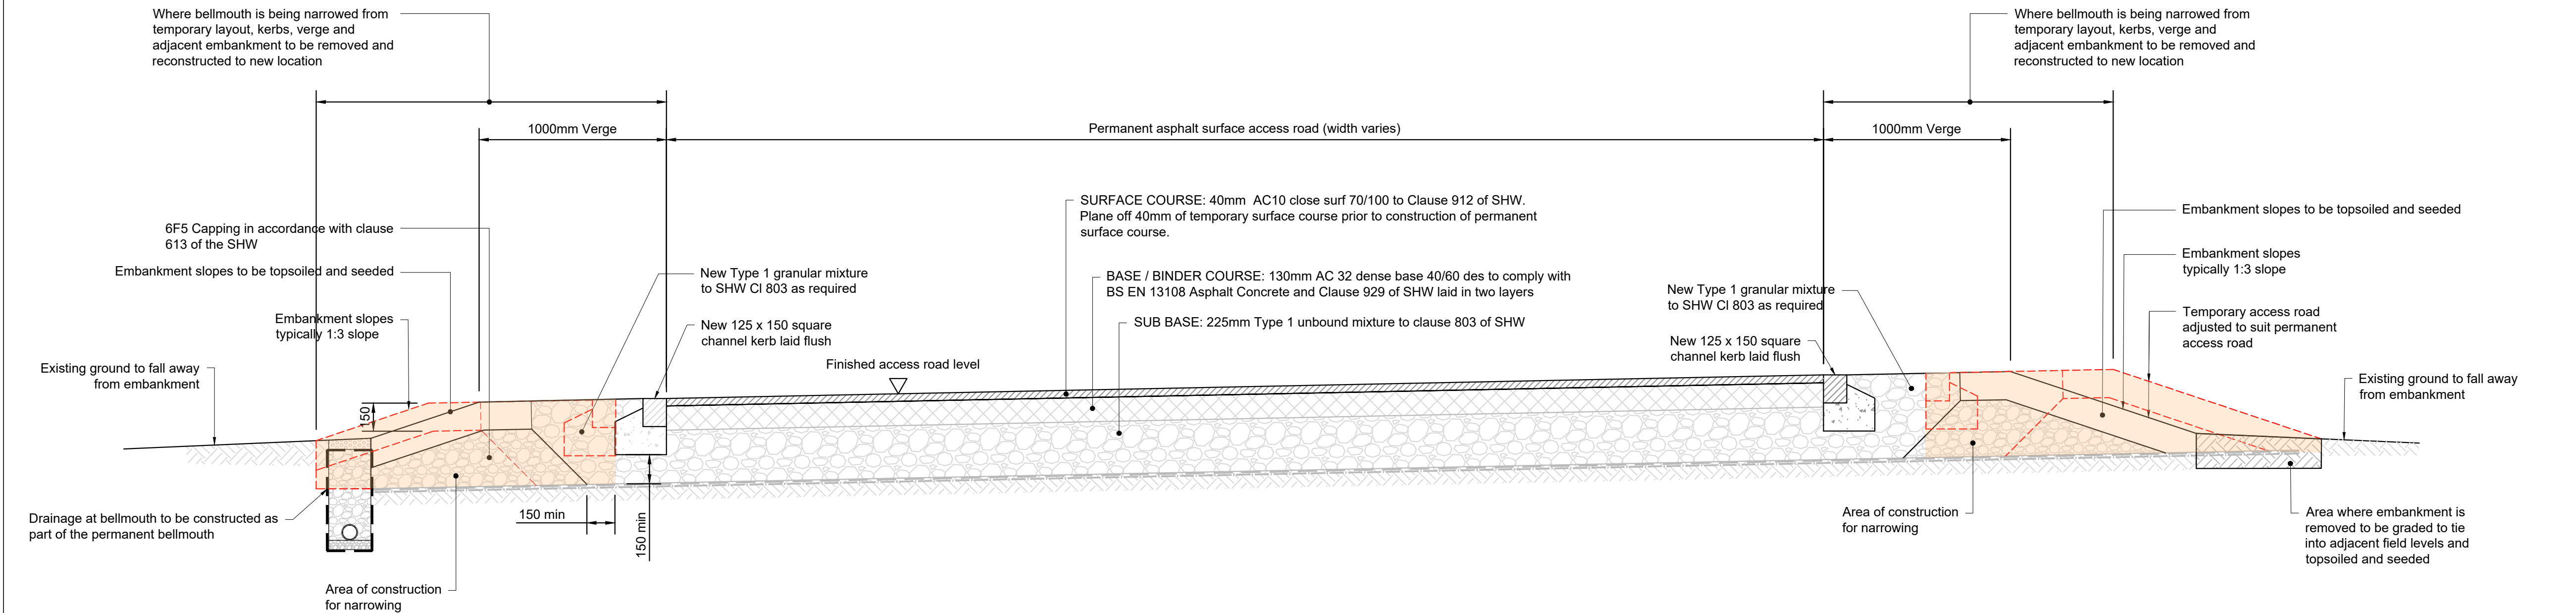 Where bellmouth is being narrowed from
temporary layout, kerbs, verge and
adjacent embankment to be removed and
reconstructed to new location
Where bellmouth is being narrowed from
temporary layout, kerbs, verge and
adjacent embankment to be removed and
reconstructed to new location
1000mm Verge
Permanent asphalt surface access road (width varies)
1000mm Verge
6F5 Capping in accordance with clause
613 of the SHW
Embankment slopes to be topsoiled and seeded
Embankment slopes
typically 1:3 slope
Existing ground to fall away
from embankment
150
New Type 1 granular mixture
to SHW Cl 803 as required
New 125 x 150 square
channel kerb laid flush
Finished access road level
SURFACE COURSE: 40mm  AC10 close surf 70/100 to Clause 912 of SHW.
Plane off 40mm of temporary surface course prior to construction of permanent
surface course.
BASE / BINDER COURSE: 130mm AC 32 dense base 40/60 des to comply with
BS EN 13108 Asphalt Concrete and Clause 929 of SHW laid in two layers
SUB BASE: 225mm Type 1 unbound mixture to clause 803 of SHW
New Type 1 granular mixture
to SHW Cl 803 as required
New 125 x 150 square
channel kerb laid flush
Embankment slopes to be topsoiled and seeded
Embankment slopes
typically 1:3 slope
Temporary access road
adjusted to suit permanent
access road
Existing ground to fall away
from embankment
Drainage at bellmouth to be constructed as
part of the permanent bellmouth
150 min
150 min
Area of construction
for narrowing
Area of construction
for narrowing
Area where embankment is
removed to be graded to tie
into adjacent field levels and
topsoiled and seeded